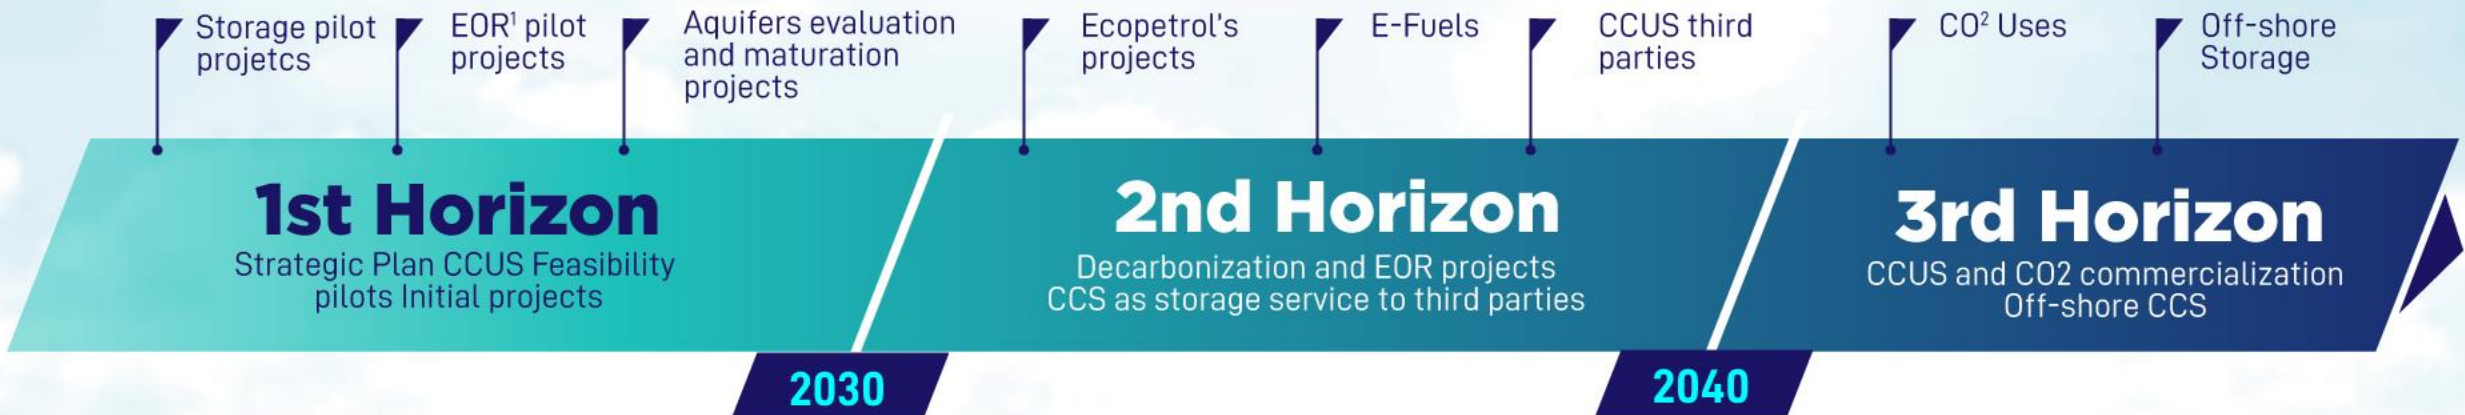 Storage pilot
projetcs
EOR¹ pilot
projects
Aquifers evaluation
and maturation
projects
Ecopetrol's
projects
E-Fuels
CCUS third
parties
CO² Uses
Off-shore
Storage
1st Horizon
Strategic Plan CCUS Feasibility
pilots Initial projects
2nd Horizon
Decarbonization and EOR projects
CCS as storage service to third parties
3rd Horizon
CCUS and CO2 commercialization
Off-shore CCS
2030
2040